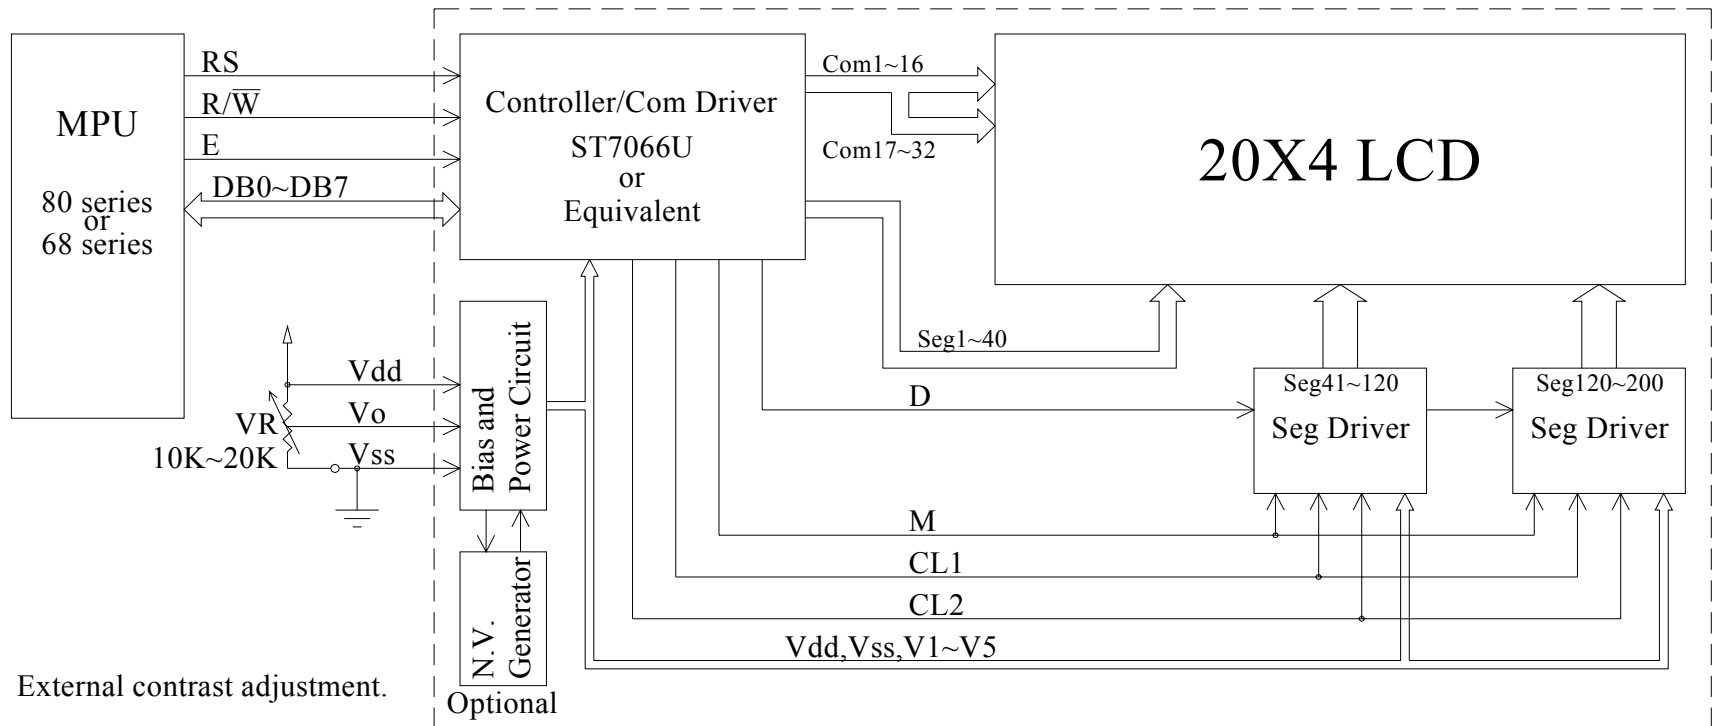 MPU
80 series
or
68 series
RS
R/W̅
E
DB0~DB7
Controller/Com Driver
ST7066U
or
Equivalent
Com1~16
Com17~32
20X4 LCD
Seg1~40
D
Seg41~120
Seg Driver
Seg120~200
Seg Driver
Vdd
Vo
Vss
VR
10K~20K
Bias and
Power Circuit
N.V.
Generator
Optional
M
CL1
CL2
Vdd,Vss,V1~V5
External contrast adjustment.